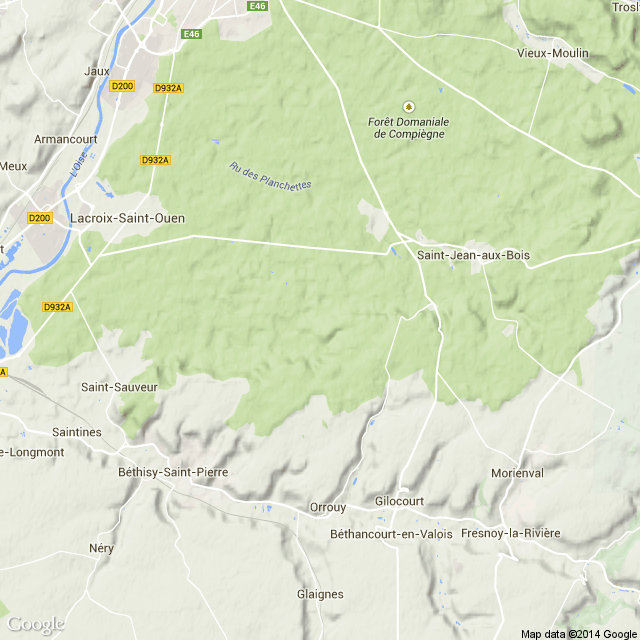 E46
Trosl
E46
Vieux-Moulin
Jaux
D200
D932A
Forêt Domaniale
de Compiègne
Armancourt
L'Oise
D932A
Meux
Ru des Planchettes
D200
Lacroix-Saint-Ouen
Saint-Jean-aux-Bois
D932A
A
Saint-Sauveur
Saintines
e-Longmont
Béthisy-Saint-Pierre
Morienval
Orrouy
Gilocourt
Béthancourt-en-Valois
Fresnoy-la-Rivière
Néry
Glaignes
Google
Map data ©2014 Google